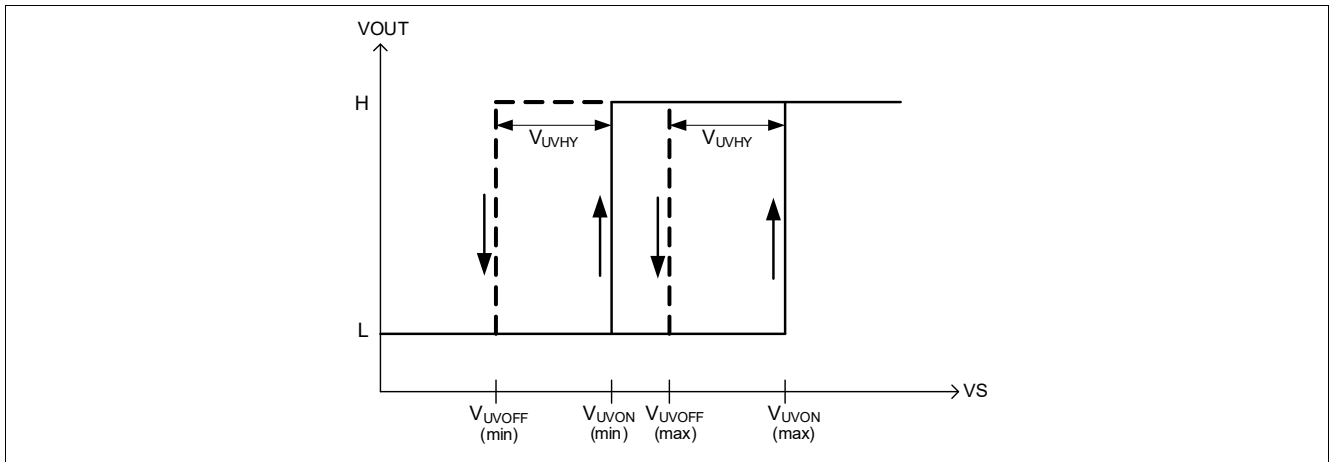 VOUT
H
VUVHY VUVHY
L
VS
VUVOFF VUVON VUVOFF VUVON
(min) (min) (max) (max)